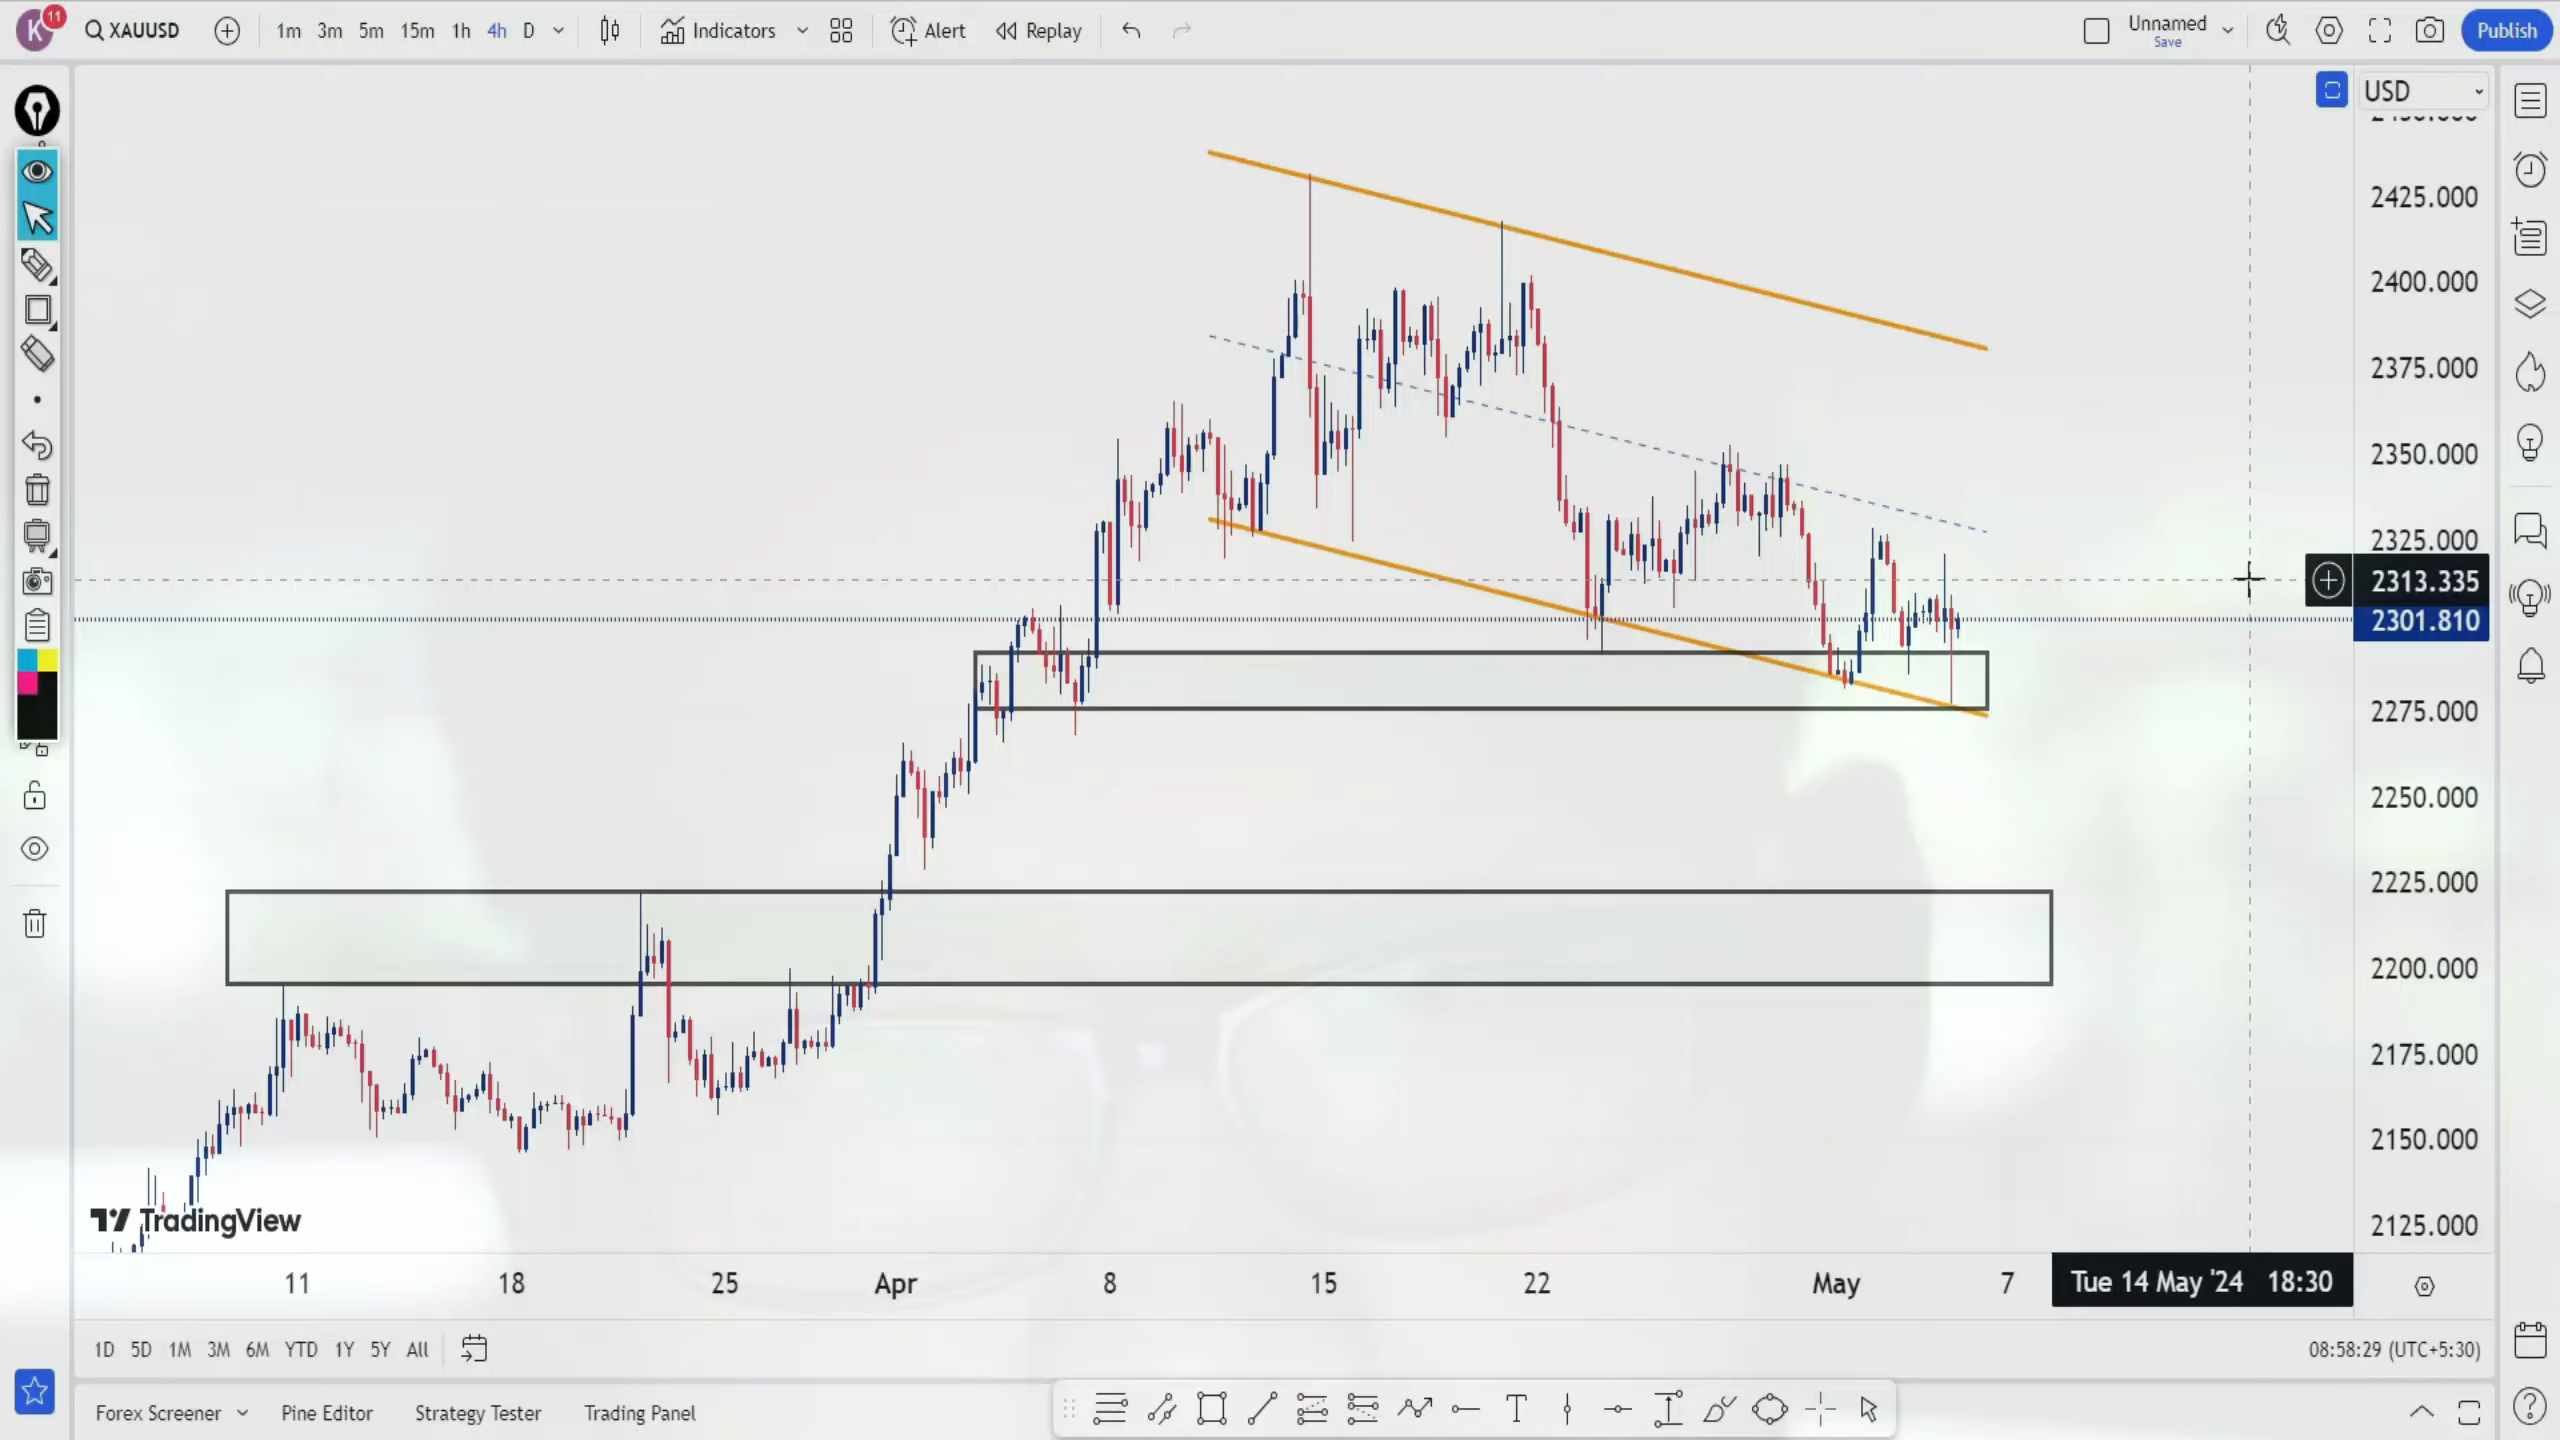 K 11 XAUUSD 1m 3m 5m 15m 1h 4h D Indicators Alert Replay Unnamed Save Publish
USD
2425.000
2400.000
2375.000
2350.000
2325.000
2313.335
2301.810
2275.000
2250.000
2225.000
2200.000
2175.000
2150.000
2125.000
TradingView
11 18 25 Apr 8 15 22 May 7 Tue 14 May '24 18:30
1D 5D 1M 3M 6M YTD 1Y 5Y All 08:58:29 (UTC+5:30)
Forex Screener Pine Editor Strategy Tester Trading Panel